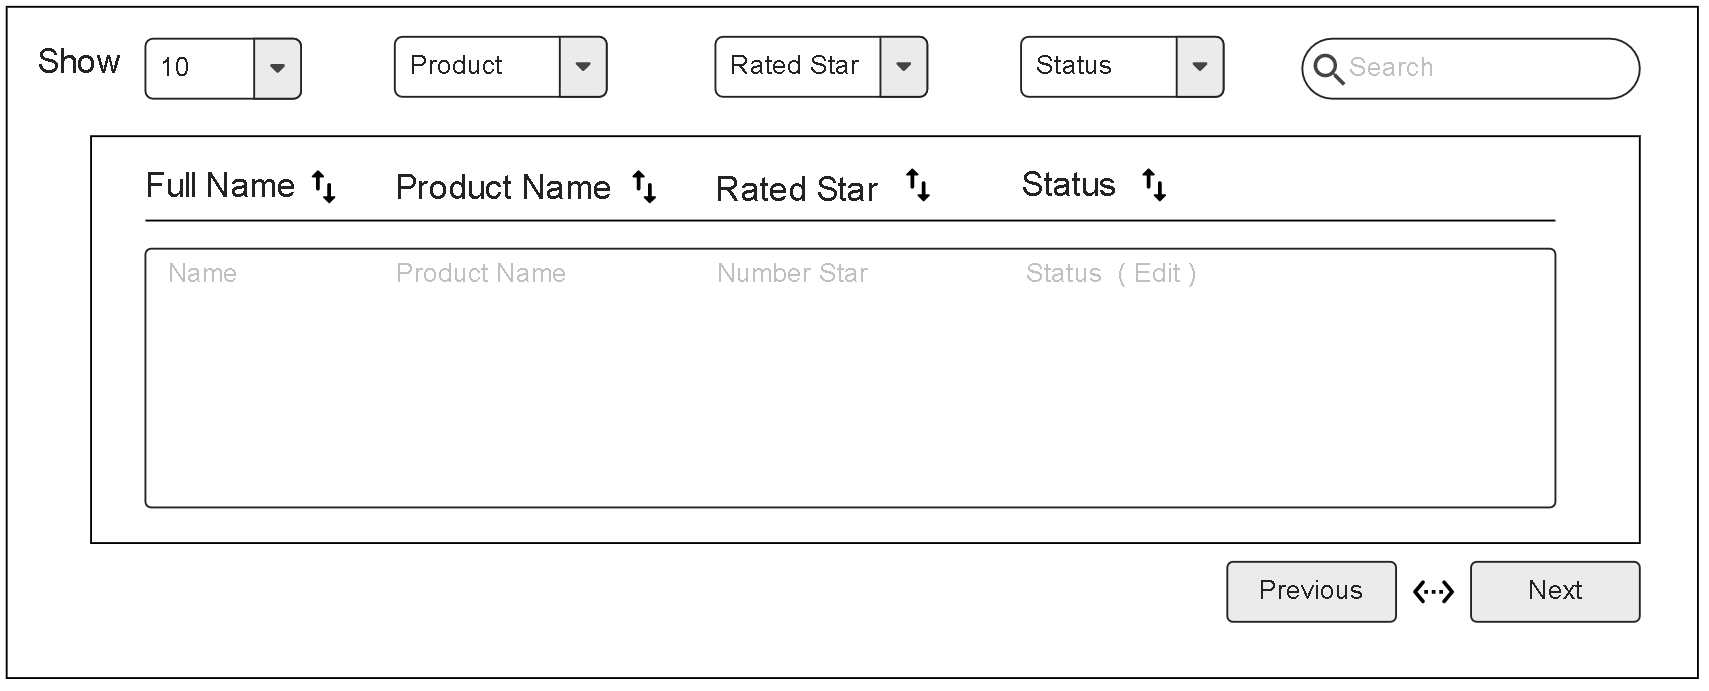 Show 10 Product Rated Star Status Search
Full Name Product Name Rated Star Status
Name Product Name Number Star Status ( Edit )
Previous Next